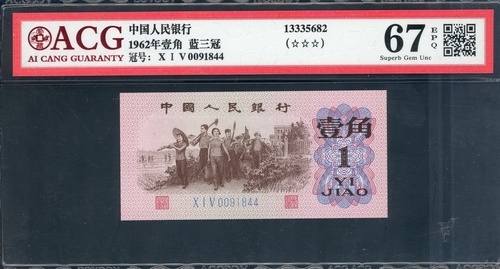 ACG
AI CANG GUARANTY
中国人民银行
1962年壹角 蓝三冠
冠号: X I V 0091844
13335682
(☆☆☆)
67 EPQ
Superb Gem Unc
中國人民銀行
壹角
1
YI
JIAO
X I V 0091844